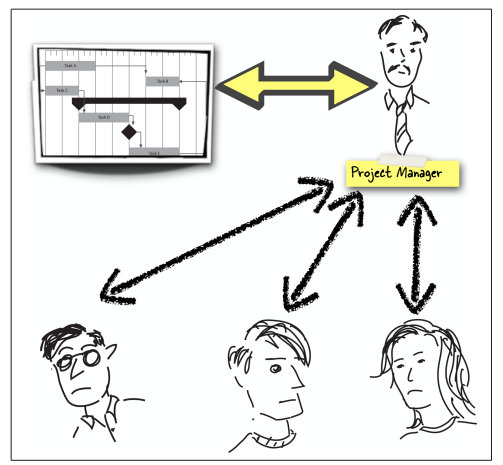 Task A
Task B
Task C
Task D
Task E
Project Manager